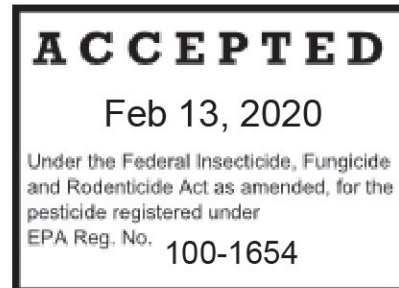 ACCEPTED
Feb 13, 2020
Under the Federal Insecticide, Fungicide
and Rodenticide Act as amended, for the
pesticide registered under
EPA Reg. No. 100-1654